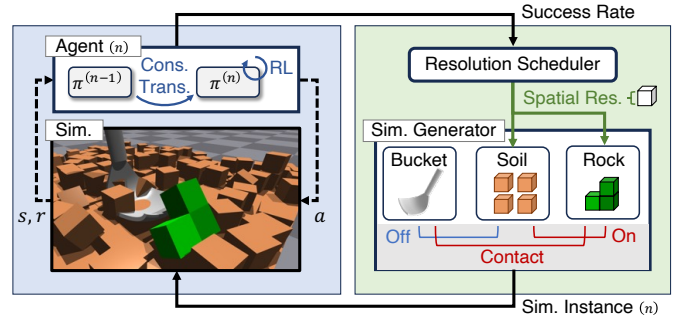 Success Rate
Agent (n)
π^(n-1)
Cons.
Trans.
π^(n)
RL
Sim.
s, r
a
Resolution Scheduler
Spatial Res.
Sim. Generator
Bucket
Soil
Rock
Off
On
Contact
Sim. Instance (n)